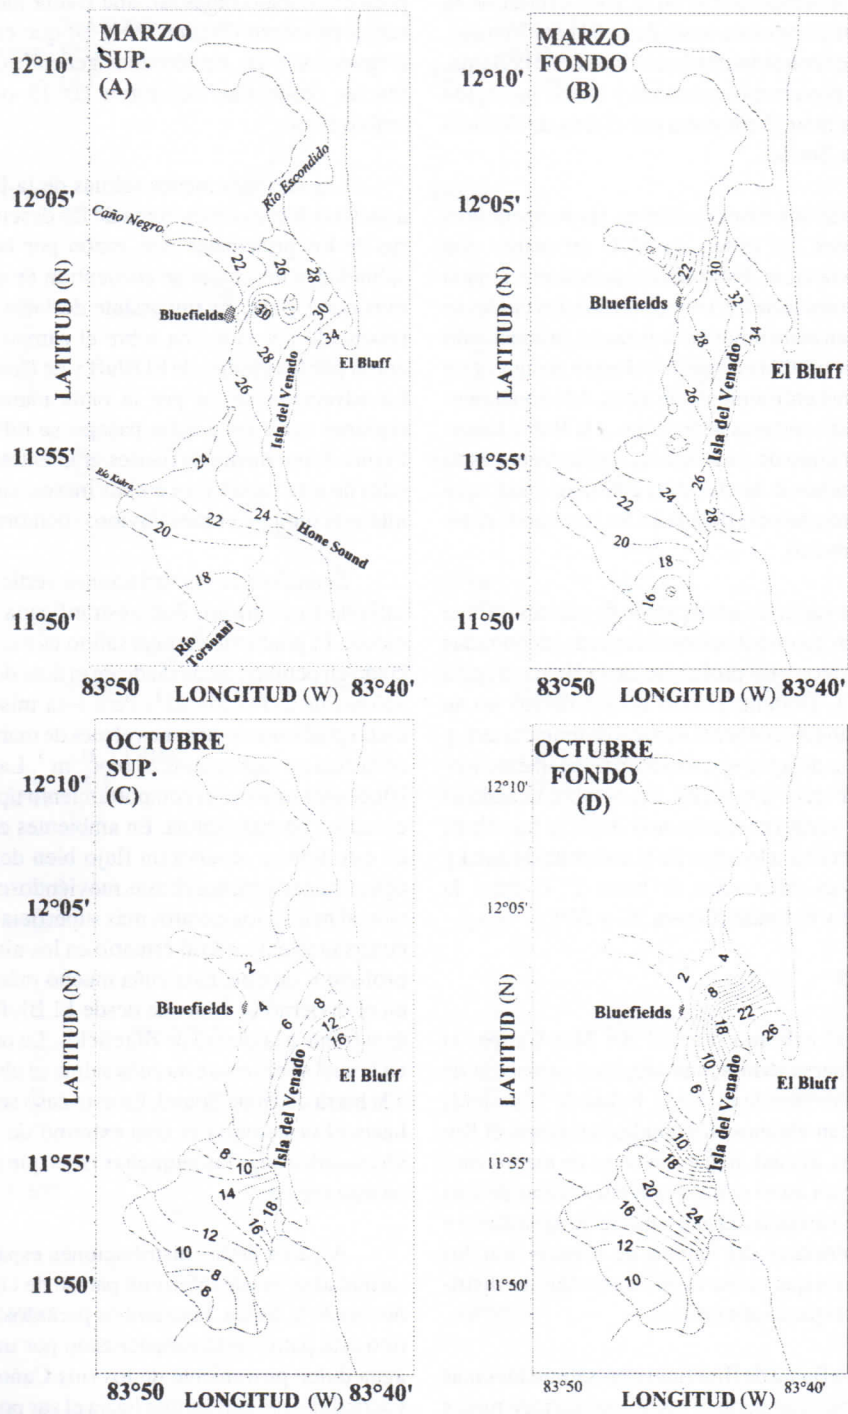 MARZO
SUP.
(A)
12°10'
12°05'
11°55'
11°50'
LATITUD (N)
Río Escondido
Caño Negro
22
26
28
Bluefields
30
30
34
28
El Bluff
26
Isla del Venado
24
Río Kukra
22
24
20
Hone Sound
18
Río
Torsuani
83°50
LONGITUD (W)
83°40'
MARZO
FONDO
(B)
12°10'
12°05'
11°55'
11°50'
LATITUD (N)
22
30
32
Bluefields
28
34
El Bluff
26
Isla del Venado
26
24
22
28
20
18
16
83°50
LONGITUD (W)
83°40'
OCTUBRE
SUP.
(C)
12°10'
12°05'
11°55'
11°50'
LATITUD (N)
2
Bluefields
4
8
6
12
16
El Bluff
Isla del Venado
8
10
14
18
16
12
10
8
6
83°50
LONGITUD (W)
83°40'
OCTUBRE
FONDO
(D)
12°10'
12°05'
11°55'
11°50'
LATITUD (N)
4
2
8
Bluefields
22
18
26
10
6
El Bluff
Isla del Venado
10
18
20
16
24
12
10
83°50
LONGITUD (W)
83°40'